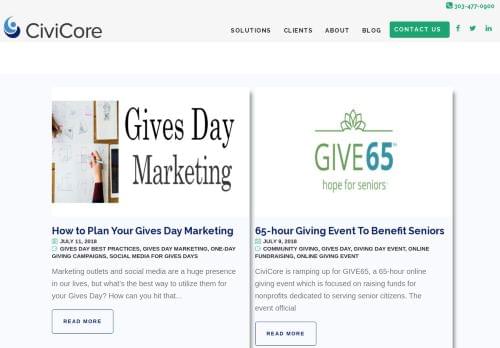 303-477-0900
CiviCore
SOLUTIONS CLIENTS ABOUT BLOG CONTACT US
Gives Day
Marketing
GIVE65
hope for seniors
How to Plan Your Gives Day Marketing
JULY 11, 2018
GIVES DAY BEST PRACTICES, GIVES DAY MARKETING, ONE-DAY
GIVING CAMPAIGNS, SOCIAL MEDIA FOR GIVES DAYS
Marketing outlets and social media are a huge presence
in our lives, but what's the best way to utilize them for
your Gives Day? How can you hit that...
READ MORE
65-hour Giving Event To Benefit Seniors
JULY 9, 2018
COMMUNITY GIVING, GIVES DAY, GIVING DAY EVENT, ONLINE
FUNDRAISING, ONLINE GIVING EVENT
CiviCore is ramping up for GIVE65, a 65-hour online
giving event which is focused on raising funds for
nonprofits dedicated to serving senior citizens. The
event official
READ MORE